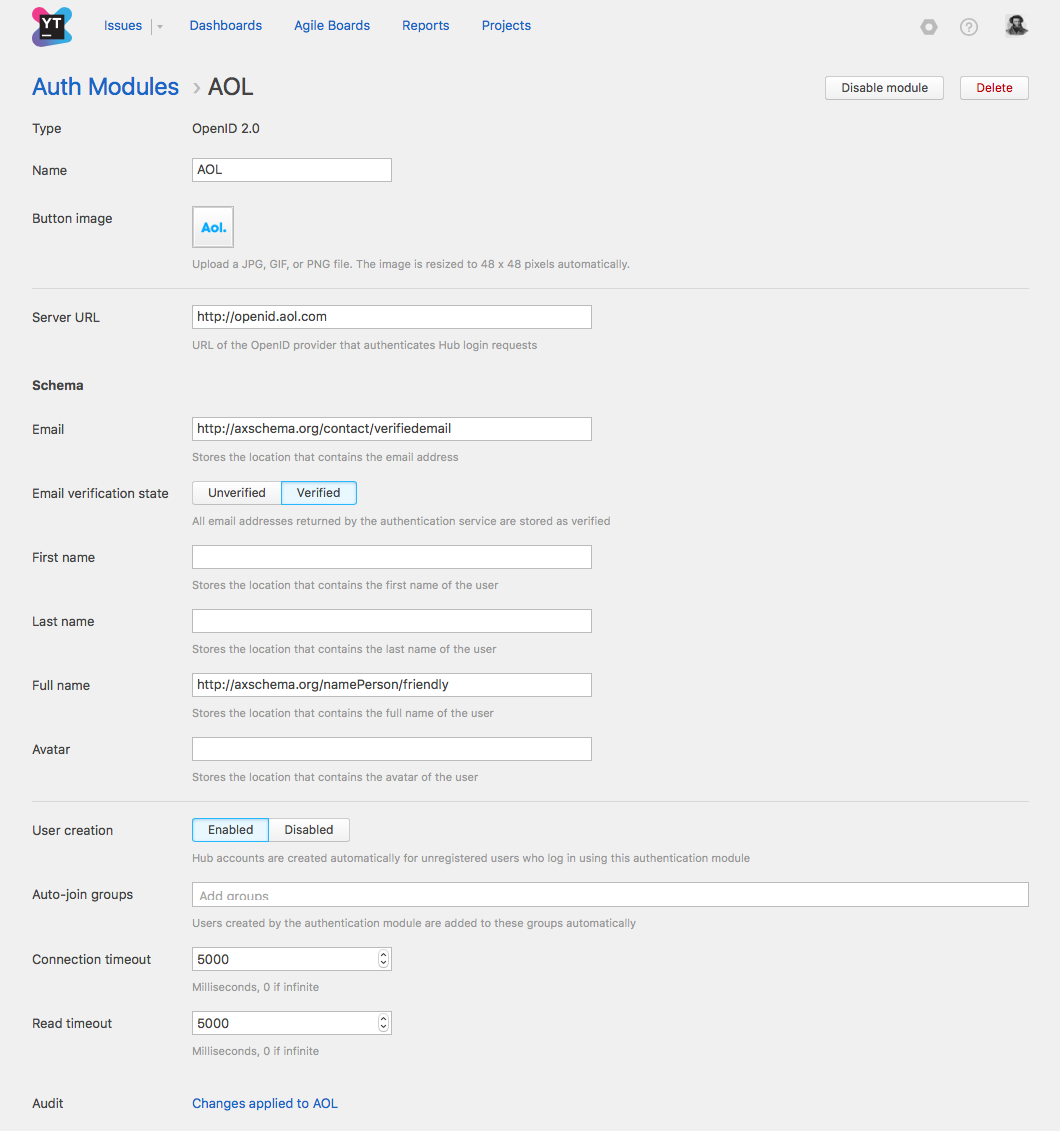 YT
Issues Dashboards Agile Boards Reports Projects
Auth Modules › AOL
Disable module Delete
Type OpenID 2.0
Name AOL
Button image Aol.
Upload a JPG, GIF, or PNG file. The image is resized to 48 x 48 pixels automatically.
Server URL http://openid.aol.com
URL of the OpenID provider that authenticates Hub login requests
Schema
Email http://axschema.org/contact/verifiedemail
Stores the location that contains the email address
Email verification state Unverified Verified
All email addresses returned by the authentication service are stored as verified
First name
Stores the location that contains the first name of the user
Last name
Stores the location that contains the last name of the user
Full name http://axschema.org/namePerson/friendly
Stores the location that contains the full name of the user
Avatar
Stores the location that contains the avatar of the user
User creation Enabled Disabled
Hub accounts are created automatically for unregistered users who log in using this authentication module
Auto-join groups Add groups
Users created by the authentication module are added to these groups automatically
Connection timeout 5000
Milliseconds, 0 if infinite
Read timeout 5000
Milliseconds, 0 if infinite
Audit Changes applied to AOL